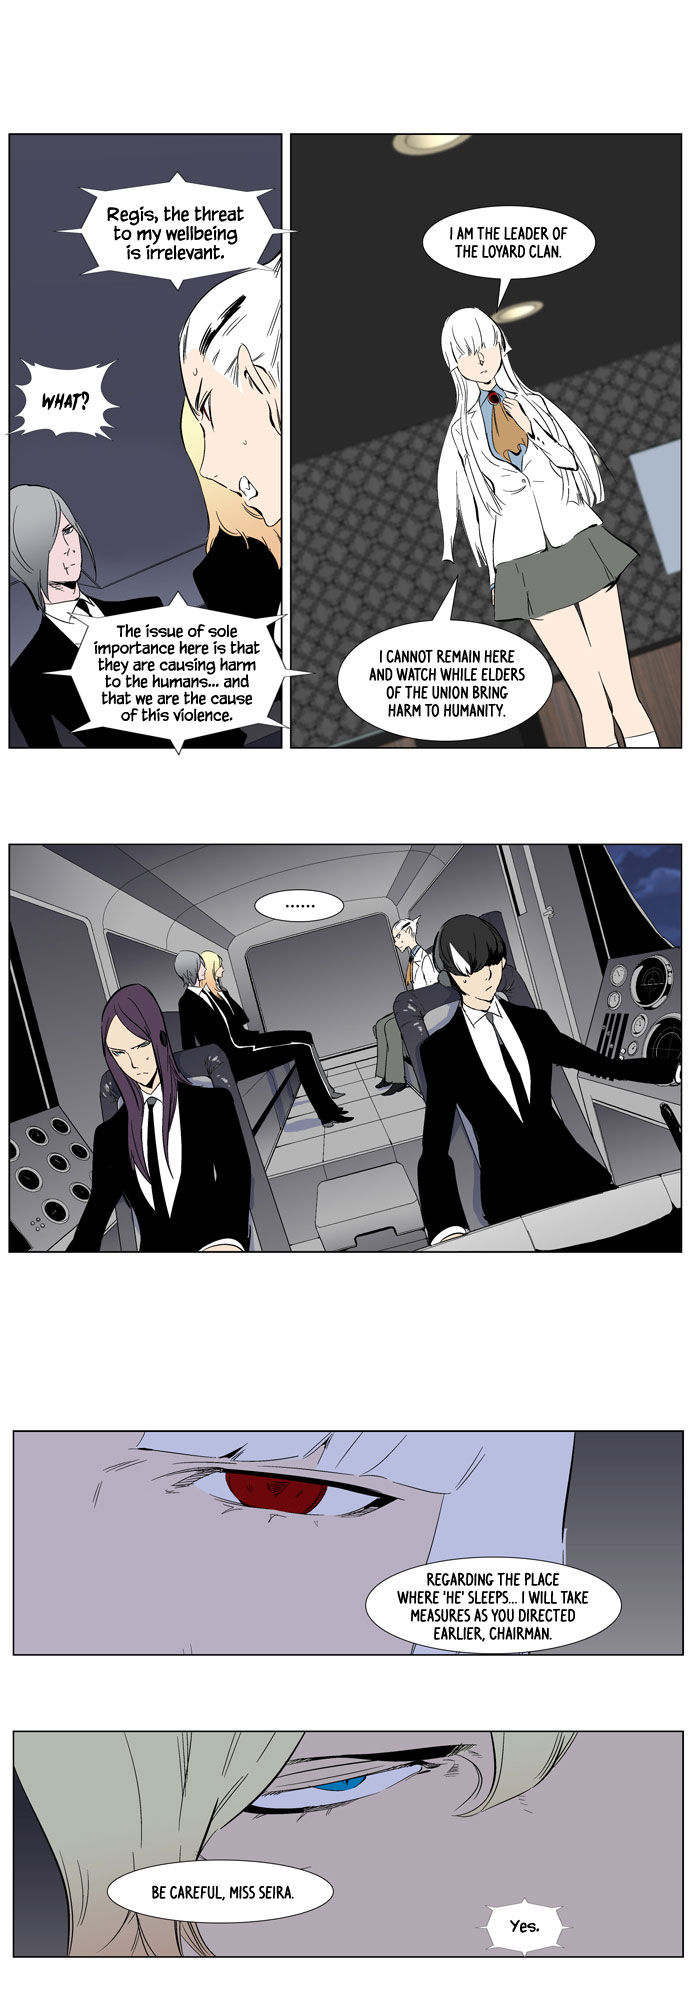 Regis, the threat
to my wellbeing
is irrelevant.
WHAT?
The issue of sole
importance here is that
they are causing harm
to the humans... and
that we are the cause
of this violence.
I AM THE LEADER OF
THE LOYARD CLAN.
I CANNOT REMAIN HERE
AND WATCH WHILE ELDERS
OF THE UNION BRING
HARM TO HUMANITY.
......
REGARDING THE PLACE
WHERE 'HE' SLEEPS... I WILL TAKE
MEASURES AS YOU DIRECTED
EARLIER, CHAIRMAN.
BE CAREFUL, MISS SEIRA.
Yes.